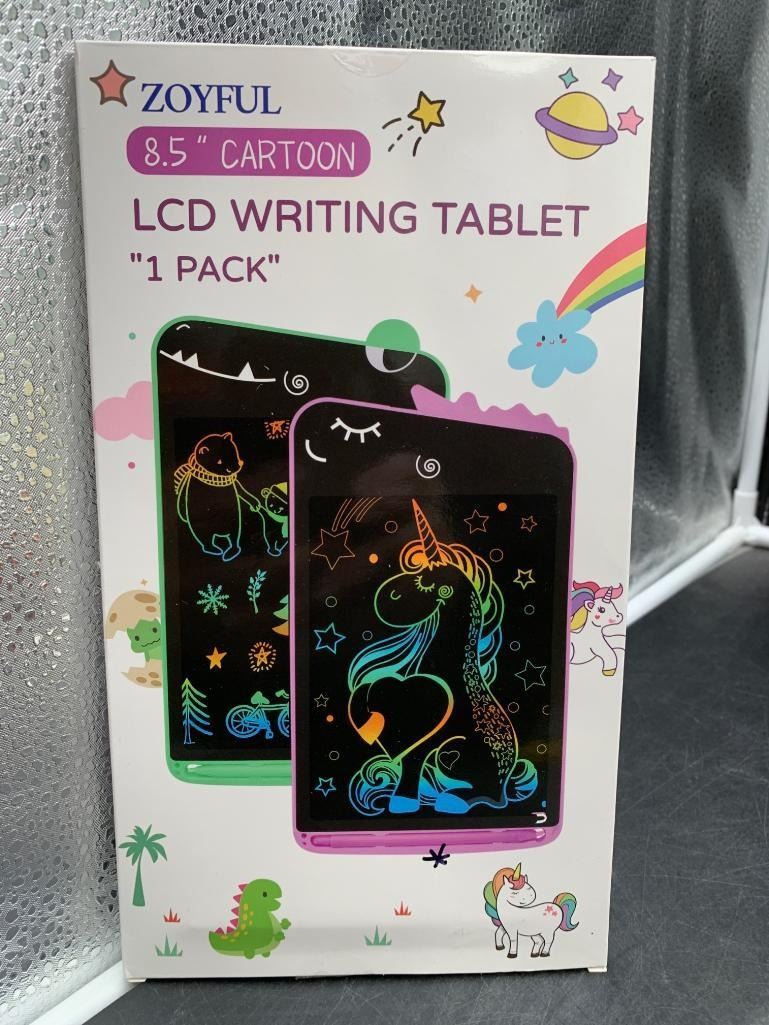 ZOYFUL
8.5" CARTOON
LCD WRITING TABLET
"1 PACK"